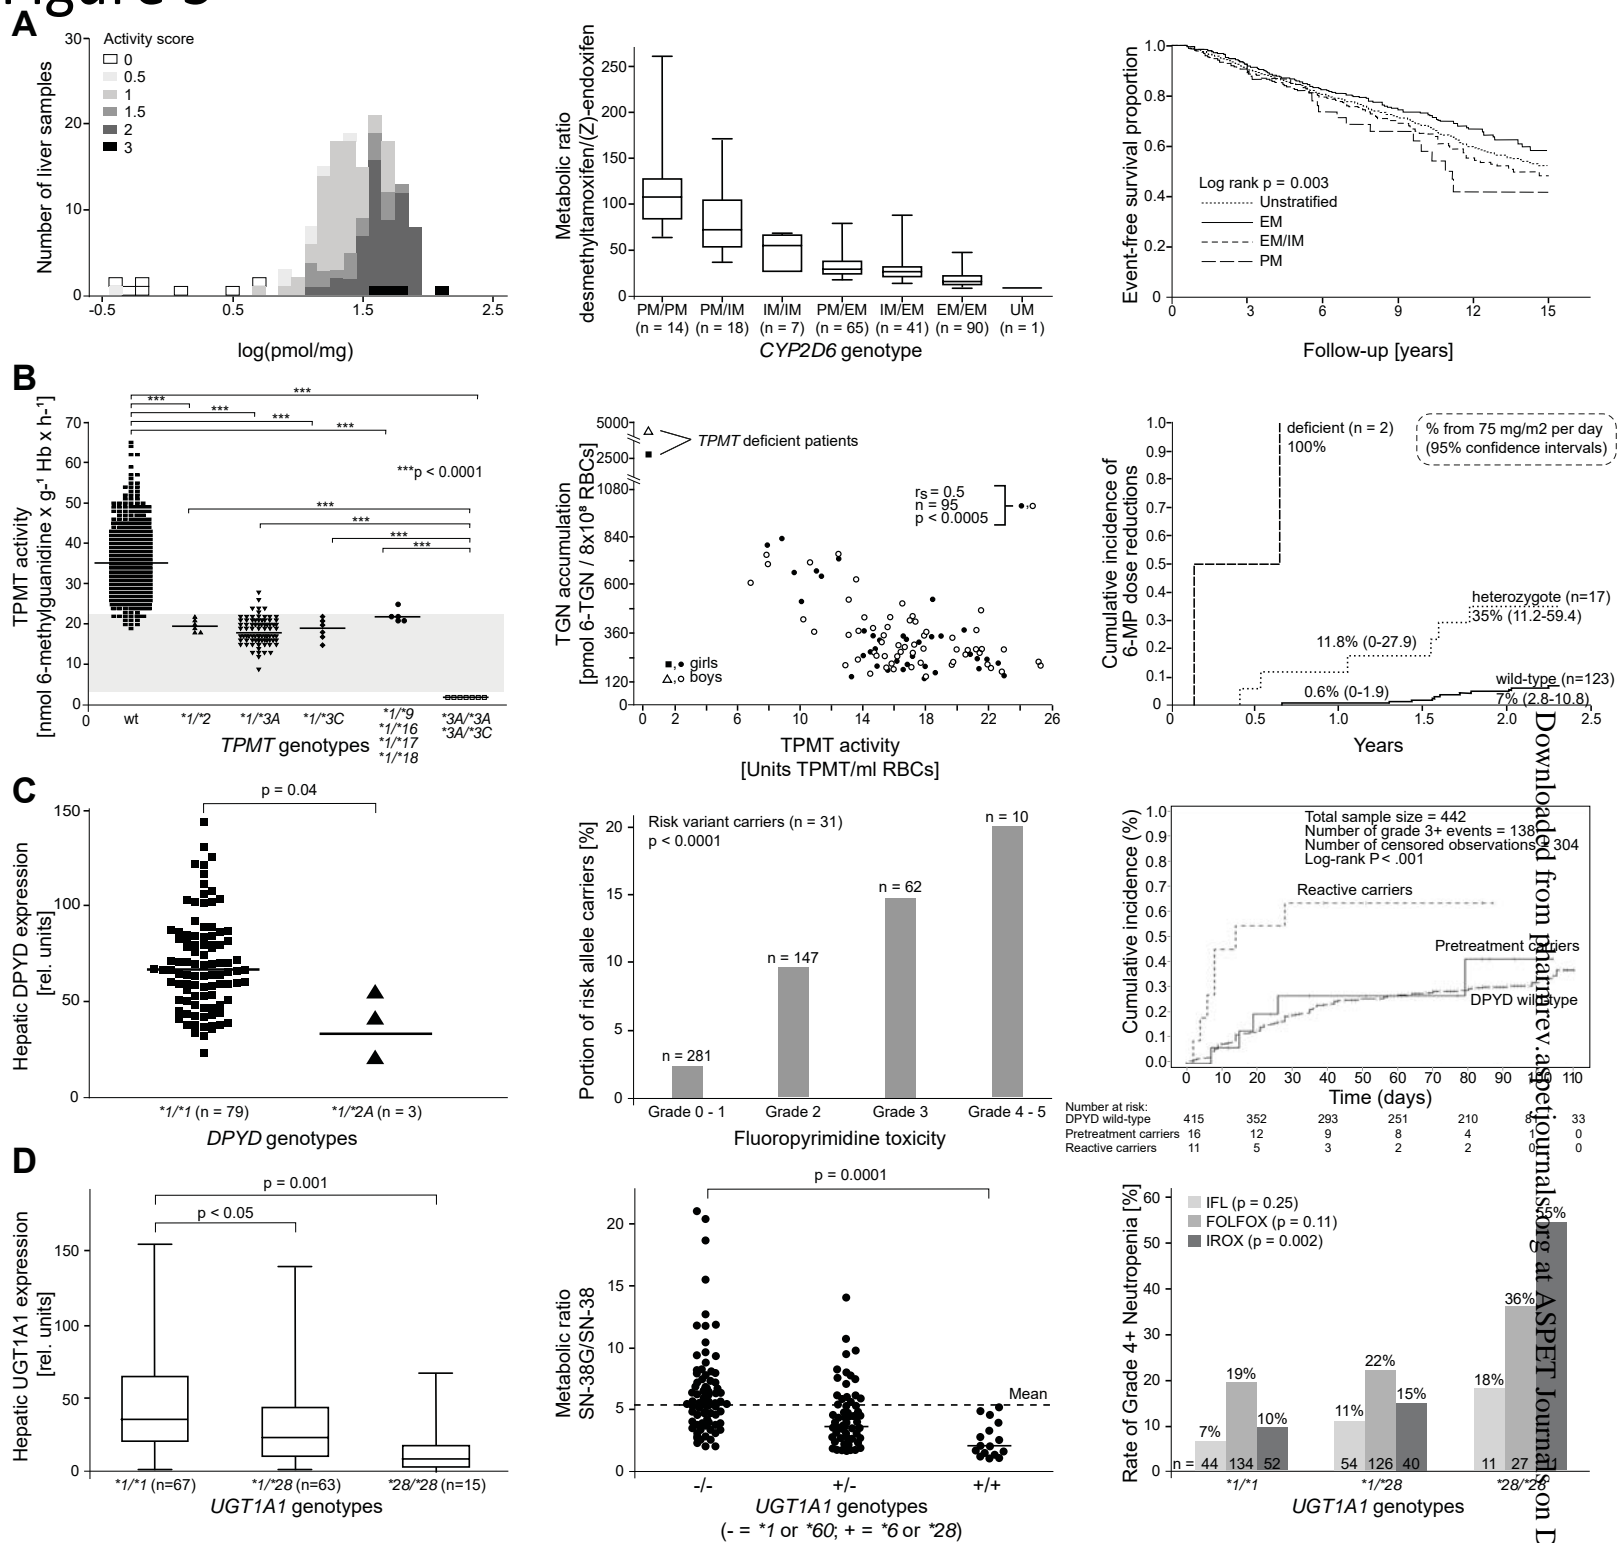 Figure 3
A
30
20
10
0
Number of liver samples
Activity score
0
0.5
1
1.5
2
3
-0.5
0.5
1.5
2.5
log(pmol/mg)
Metabolic ratio
desmethyltamoxifen/(Z)-endoxifen
250
200
150
100
50
0
PM/PM PM/IM IM/IM PM/EM IM/EM EM/EM UM
(n = 14) (n = 18) (n = 7) (n = 65) (n = 41) (n = 90) (n = 1)
CYP2D6 genotype
Event-free survival proportion
1.0
0.8
0.6
0.4
0.2
0
Log rank p = 0.003
Unstratified
EM
EM/IM
PM
0 3 6 9 12 15
Follow-up [years]
B
TPMT activity
[nmol 6-methylguanidine x g-¹ Hb x h-¹]
70
60
50
40
30
20
10
0
0
***
***
***
***
***
***p < 0.0001
***
***
***
***
wt *1/*2 *1/*3A *1/*3C *1/*9 *3A/*3A
*1/*16 *3A/*3C
*1/*17
*1/*18
TPMT genotypes
TGN accumulation
[pmol 6-TGN / 8x10⁸ RBCs]
5000
2500
1080
840
600
360
120
TPMT deficient patients
rs = 0.5
n = 95
p < 0.0005
girls
boys
0 2 6 10 14 18 22 26
TPMT activity
[Units TPMT/ml RBCs]
Cumulative incidence of
6-MP dose reductions
1.0
0.9
0.8
0.7
0.6
0.5
0.4
0.3
0.2
0.1
0
deficient (n = 2)
100%
% from 75 mg/m2 per day
(95% confidence intervals)
heterozygote (n=17)
35% (11.2-59.4)
11.8% (0-27.9)
wild-type (n=123)
0.6% (0-1.9)
7% (2.8-10.8)
0 0.5 1.0 1.5 2.0 2.5
Years
C
Hepatic DPYD expression
[rel. units]
150
100
50
0
p = 0.04
*1/*1 (n = 79) *1/*2A (n = 3)
DPYD genotypes
Portion of risk allele carriers [%]
20
15
10
5
0
Risk variant carriers (n = 31)
p < 0.0001
n = 281
n = 147
n = 62
n = 10
Grade 0 - 1 Grade 2 Grade 3 Grade 4 - 5
Fluoropyrimidine toxicity
Cumulative incidence (%)
1.0
0.9
0.8
0.7
0.6
0.5
0.4
0.3
0.2
0.1
0.0
Total sample size = 442
Number of grade 3+ events = 138
Number of censored observations = 304
Log-rank P < .001
Reactive carriers
Pretreatment carriers
DPYD wild-type
0 10 20 30 40 50 60 70 80 90 100 110
Time (days)
Number at risk:
DPYD wild-type 415 352 293 251 210 33
Pretreatment carriers 16 12 9 8 4 1 0
Reactive carriers 11 5 3 2 2 0 0
D
Hepatic UGT1A1 expression
[rel. units]
150
100
50
0
p = 0.001
p < 0.05
*1/*1 (n=67) *1/*28 (n=63) *28/*28 (n=15)
UGT1A1 genotypes
Metabolic ratio
SN-38G/SN-38
20
15
10
5
0
p = 0.0001
Mean
-/- +/- +/+
UGT1A1 genotypes
(- = *1 or *60; + = *6 or *28)
Rate of Grade 4+ Neutropenia [%]
60
50
40
30
20
10
0
IFL (p = 0.25)
FOLFOX (p = 0.11)
IROX (p = 0.002)
7%
19%
10%
11%
22%
15%
18%
36%
55%
n = 44 134 52 54 126 40 11 27
*1/*1 *1/*28 *28/*28
UGT1A1 genotypes
Downloaded from pharmrev.aspetjournals.org at ASPET Journals on D